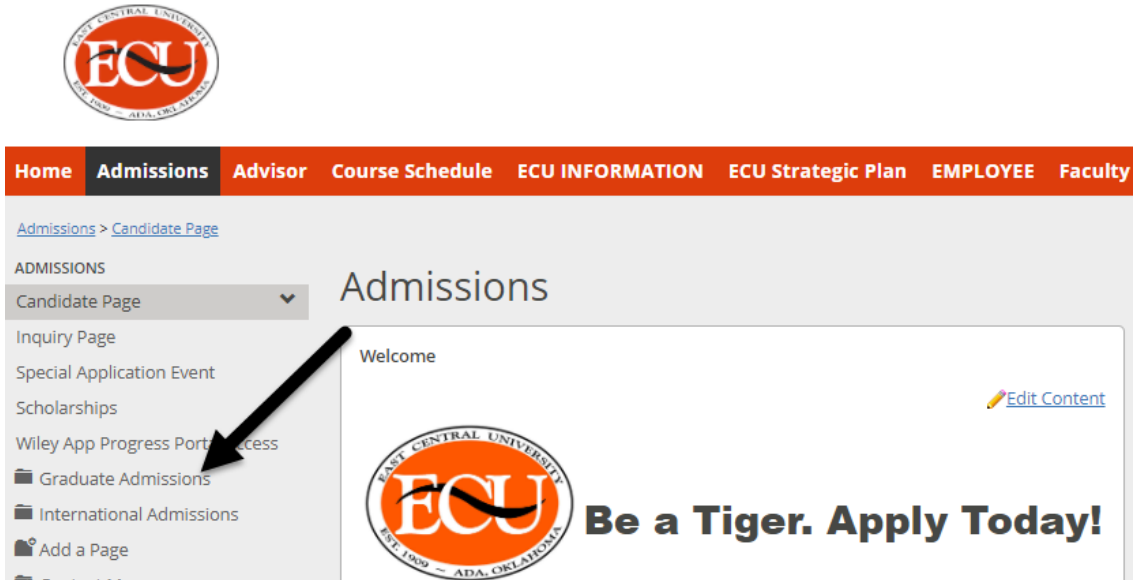 EAST CENTRAL UNIVERSITY
ECU
EST. 1909 – ADA, OKLAHOMA
Home Admissions Advisor Course Schedule ECU INFORMATION ECU Strategic Plan EMPLOYEE Faculty
Admissions > Candidate Page
ADMISSIONS
Candidate Page
Inquiry Page
Special Application Event
Scholarships
Wiley App Progress
Graduate Admissions
International Admissions
Add a Page
Admissions
Welcome
Edit Content
EAST CENTRAL UNIVERSITY
ECU
EST. 1909 – ADA, OKLAHOMA
Be a Tiger. Apply Today!